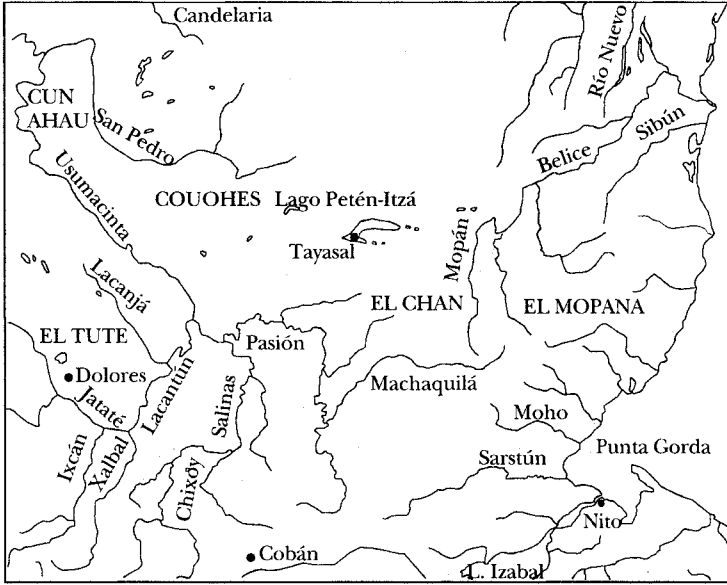 Candelaria
Río Nuevo
CUN
AHAU
San Pedro
Belice
Sibún
Usumacinta
COUOHES
Lago Petén-Itzá
Tayasal
Mopán
Lacanjá
EL CHAN
EL MOPANA
EL TUTE
Pasión
Dolores
Machaquilá
Jataté
Lacantún
Salinas
Moho
Ixcán
Xalbal
Chixóy
Sarstún
Punta Gorda
Nito
Cobán
L. Izabal